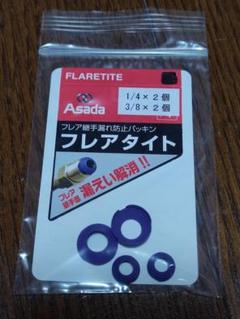 FLARETITE
Asada
1/4×2個
3/8×2個
フレア継手漏れ防止パッキン
フレアタイト
フレア
継手部
漏えい解消!!